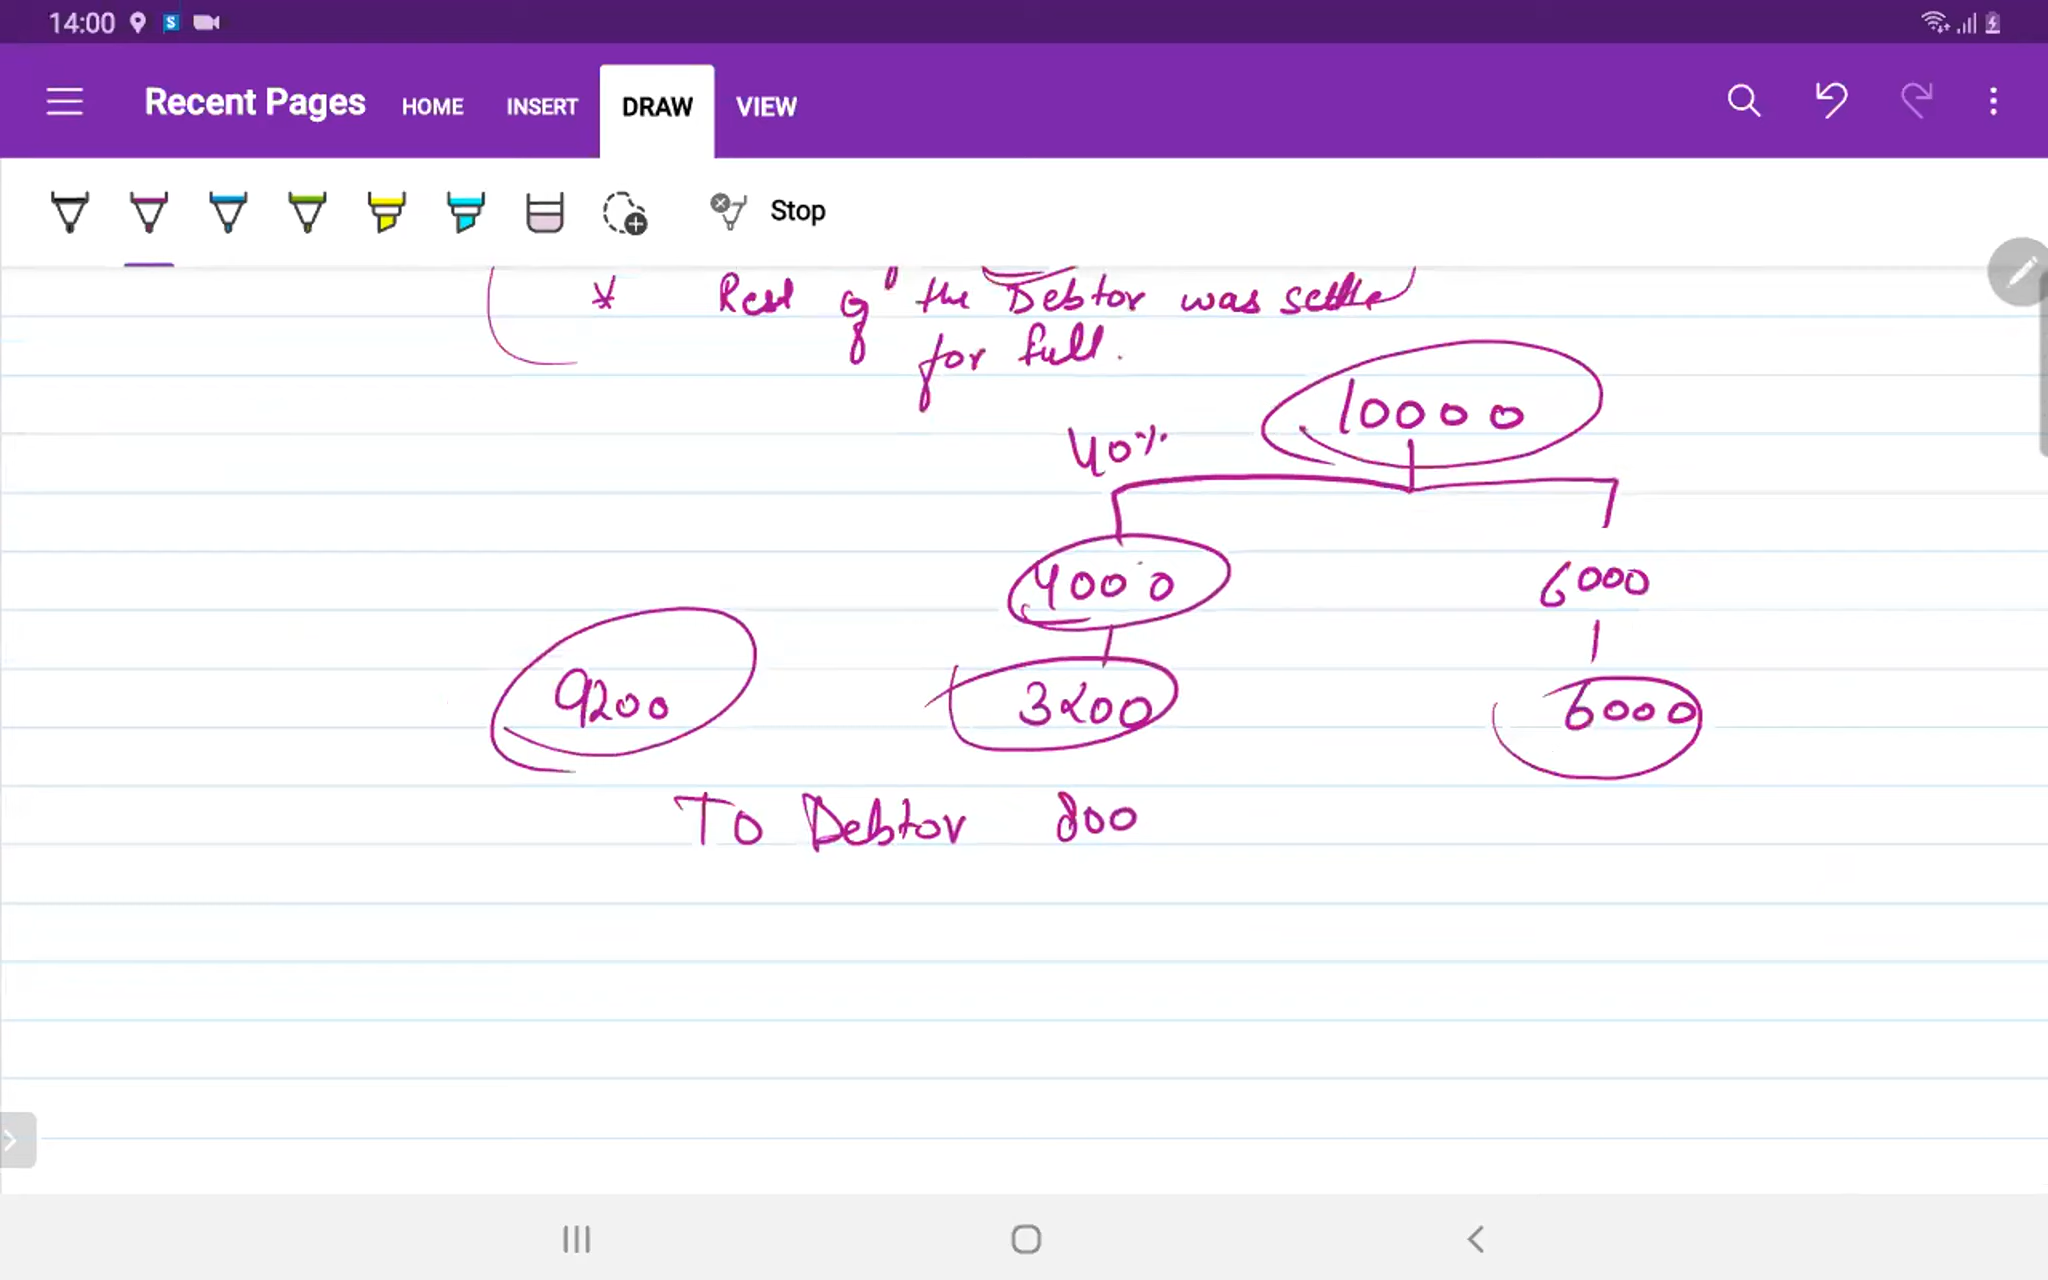 14:00
Recent Pages HOME INSERT DRAW VIEW
Stop
* Rest of the Debtor was settle
for full.
10000
40%
4000 6000
9200 3200 6000
To Debtor 800